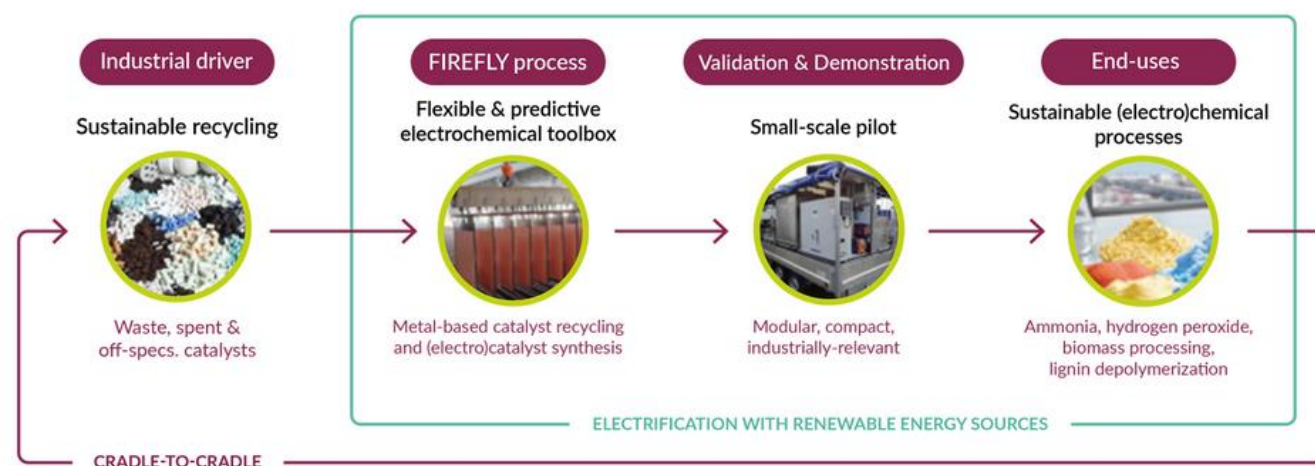 Industrial driver
FIREFLY process
Validation & Demonstration
End-uses
Sustainable recycling
Flexible & predictive
electrochemical toolbox
Small-scale pilot
Sustainable (electro)chemical
processes
Waste, spent &
off-specs. catalysts
Metal-based catalyst recycling
and (electro)catalyst synthesis
Modular, compact,
industrially-relevant
Ammonia, hydrogen peroxide,
biomass processing,
lignin depolymerization
ELECTRIFICATION WITH RENEWABLE ENERGY SOURCES
CRADLE-TO-CRADLE